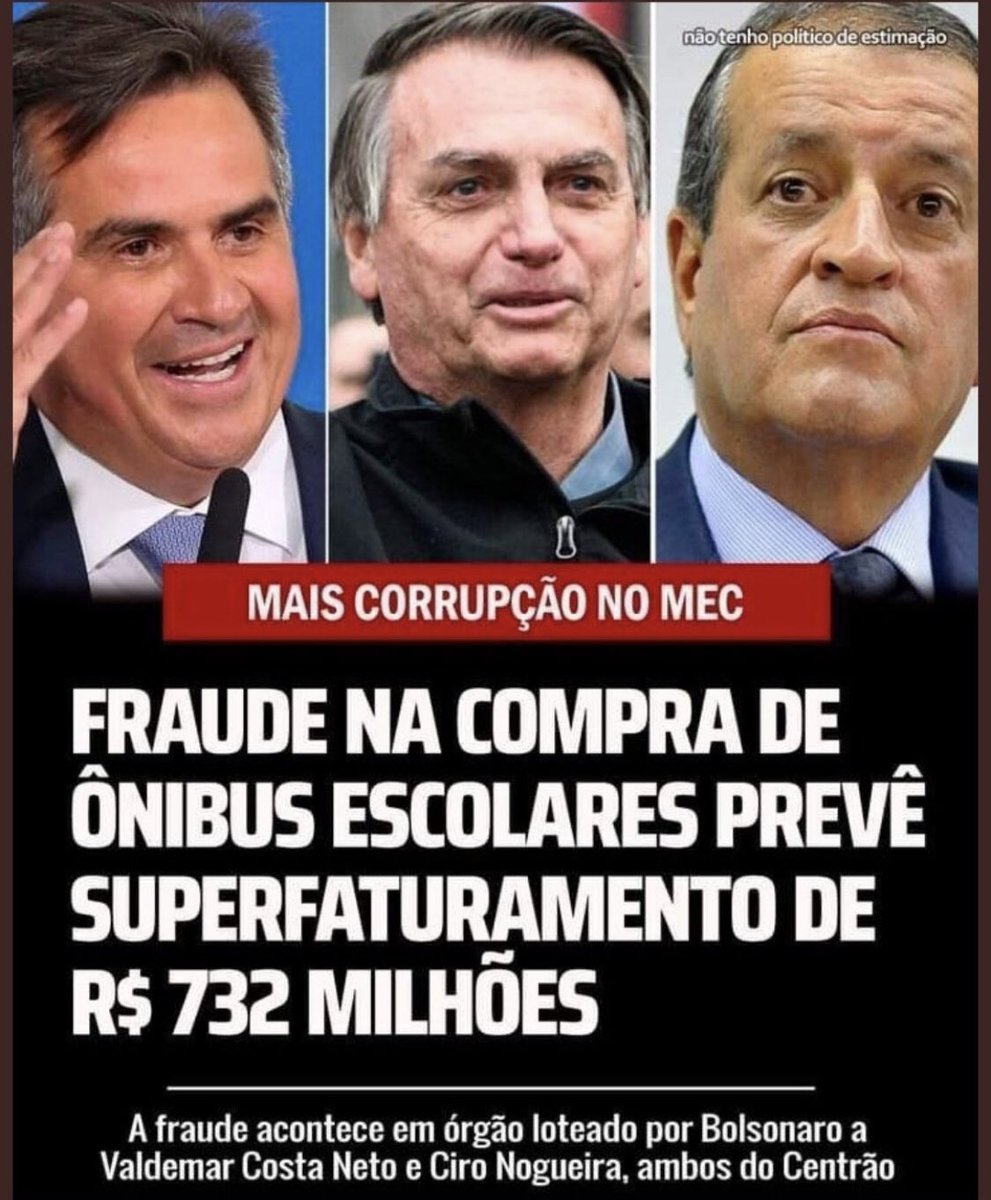 não tenho político de estimação
MAIS CORRUPÇÃO NO MEC
FRAUDE NA COMPRA DE
ÔNIBUS ESCOLARES PREVÊ
SUPERFATURAMENTO DE
R$ 732 MILHÕES
A fraude acontece em órgão loteado por Bolsonaro a
Valdemar Costa Neto e Ciro Nogueira, ambos do Centrão